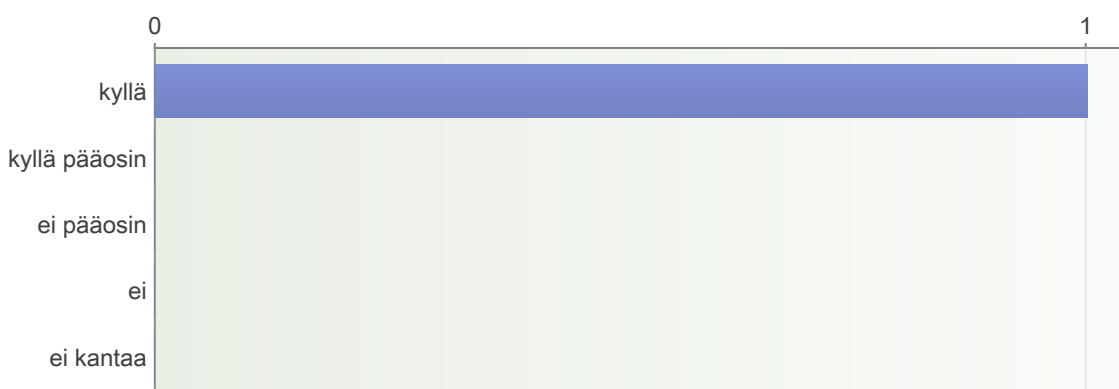 0 1
kyllä
kyllä pääosin
ei pääosin
ei
ei kantaa